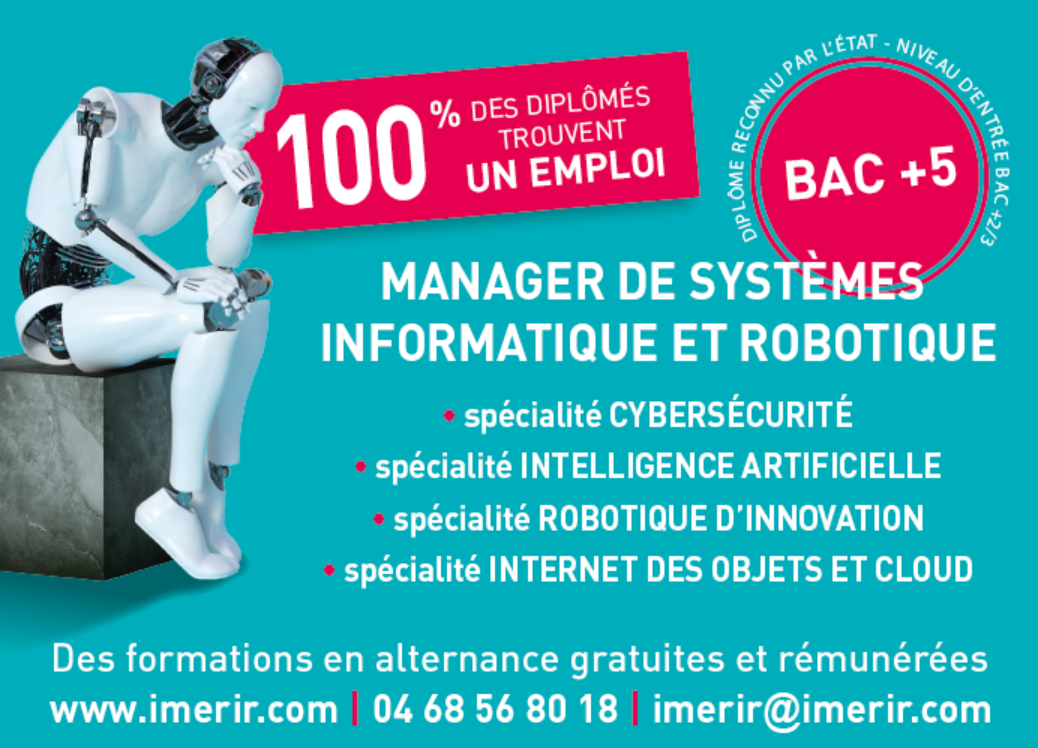 100% DES DIPLÔMÉS
TROUVENT
UN EMPLOI
DIPLÔME RECONNU PAR L'ÉTAT - NIVEAU D'ENTRÉE BAC +2/3
BAC +5
MANAGER DE SYSTÈMES
INFORMATIQUE ET ROBOTIQUE
• spécialité CYBERSÉCURITÉ
• spécialité INTELLIGENCE ARTIFICIELLE
• spécialité ROBOTIQUE D'INNOVATION
• spécialité INTERNET DES OBJETS ET CLOUD
Des formations en alternance gratuites et rémunérées
www.imerir.com | 04 68 56 80 18 | imerir@imerir.com